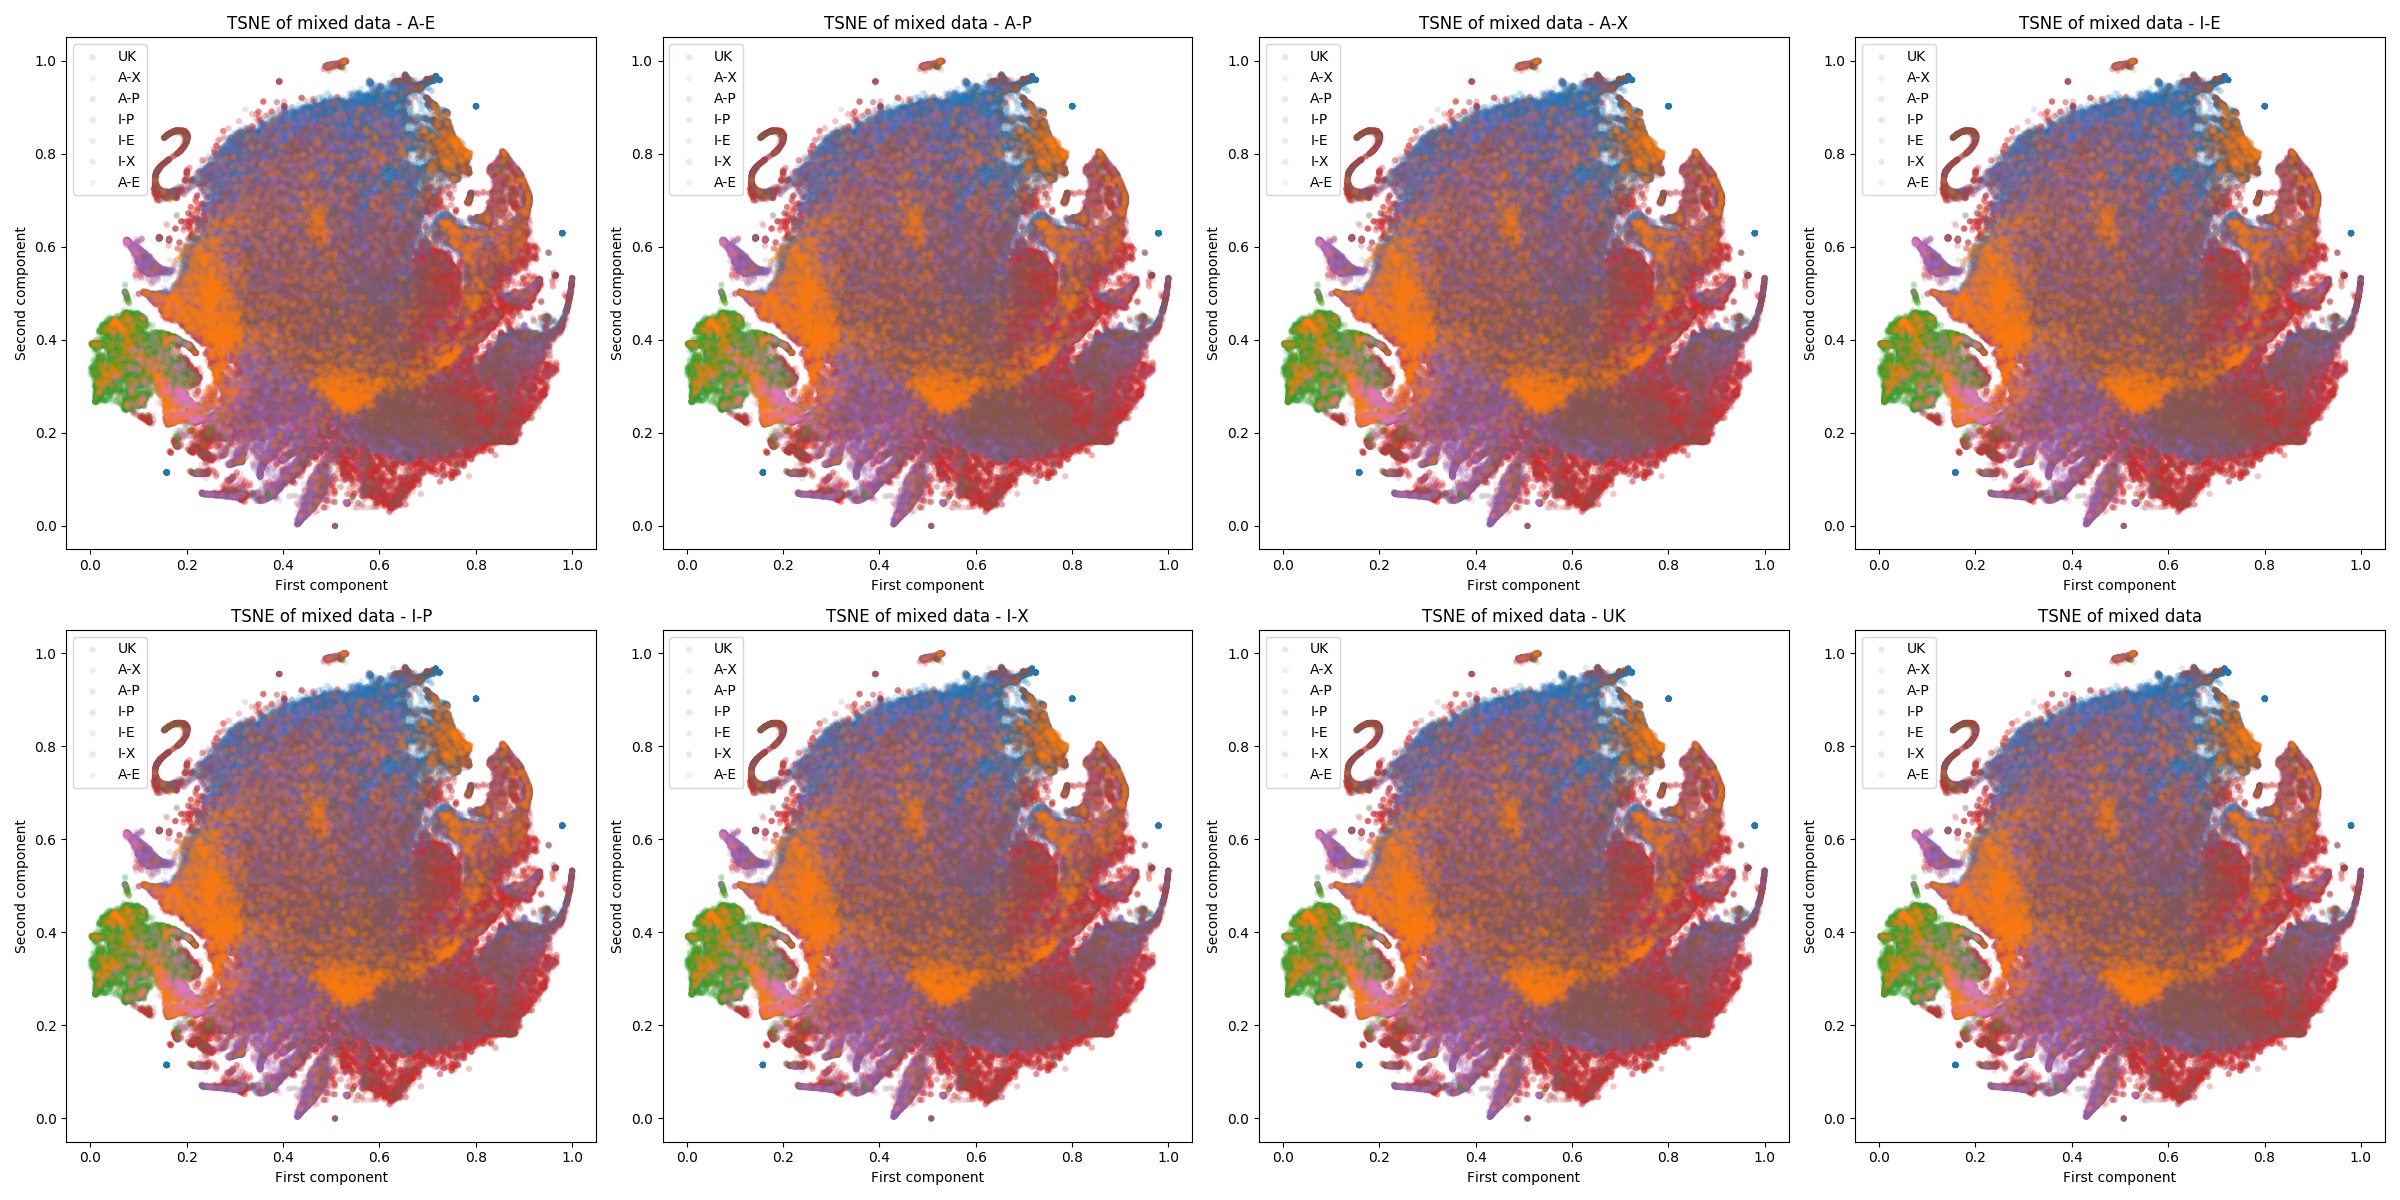 TSNE of mixed data - A-E
UK
A-X
A-P
I-P
I-E
I-X
A-E
1.0
0.8
0.6
0.4
0.2
0.0
Second component
0.0 0.2 0.4 0.6 0.8 1.0
First component
TSNE of mixed data - A-P
UK
A-X
A-P
I-P
I-E
I-X
A-E
1.0
0.8
0.6
0.4
0.2
0.0
Second component
0.0 0.2 0.4 0.6 0.8 1.0
First component
TSNE of mixed data - A-X
UK
A-X
A-P
I-P
I-E
I-X
A-E
1.0
0.8
0.6
0.4
0.2
0.0
Second component
0.0 0.2 0.4 0.6 0.8 1.0
First component
TSNE of mixed data - I-E
UK
A-X
A-P
I-P
I-E
I-X
A-E
1.0
0.8
0.6
0.4
0.2
0.0
Second component
0.0 0.2 0.4 0.6 0.8 1.0
First component
TSNE of mixed data - I-P
UK
A-X
A-P
I-P
I-E
I-X
A-E
1.0
0.8
0.6
0.4
0.2
0.0
Second component
0.0 0.2 0.4 0.6 0.8 1.0
First component
TSNE of mixed data - I-X
UK
A-X
A-P
I-P
I-E
I-X
A-E
1.0
0.8
0.6
0.4
0.2
0.0
Second component
0.0 0.2 0.4 0.6 0.8 1.0
First component
TSNE of mixed data - UK
UK
A-X
A-P
I-P
I-E
I-X
A-E
1.0
0.8
0.6
0.4
0.2
0.0
Second component
0.0 0.2 0.4 0.6 0.8 1.0
First component
TSNE of mixed data
UK
A-X
A-P
I-P
I-E
I-X
A-E
1.0
0.8
0.6
0.4
0.2
0.0
Second component
0.0 0.2 0.4 0.6 0.8 1.0
First component